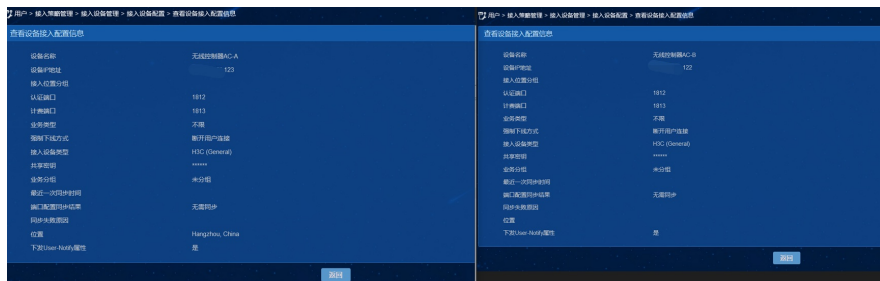 用户 > 接入策略管理 > 接入设备管理 > 接入设备配置 > 查看设备接入配置信息
查看设备接入配置信息
设备名称 无线控制器AC-A
设备IP地址 123
接入位置分组
认证端口 1812
计费端口 1813
业务类型 不限
强制下线方式 断开用户连接
接入设备类型 H3C (General)
共享密钥 ******
业务分组 未分组
最近一次同步时间
端口配置同步结果 无需同步
同步失败原因
位置 Hangzhou, China
下发User-Notify属性 是
返回
用户 > 接入策略管理 > 接入设备管理 > 接入设备配置 > 查看设备接入配置信息
查看设备接入配置信息
设备名称 无线控制器AC-B
设备IP地址 122
接入位置分组
认证端口 1812
计费端口 1813
业务类型 不限
强制下线方式 断开用户连接
接入设备类型 H3C (General)
共享密钥 ******
业务分组 未分组
最近一次同步时间
端口配置同步结果 无需同步
同步失败原因
位置
下发User-Notify属性 是
返回